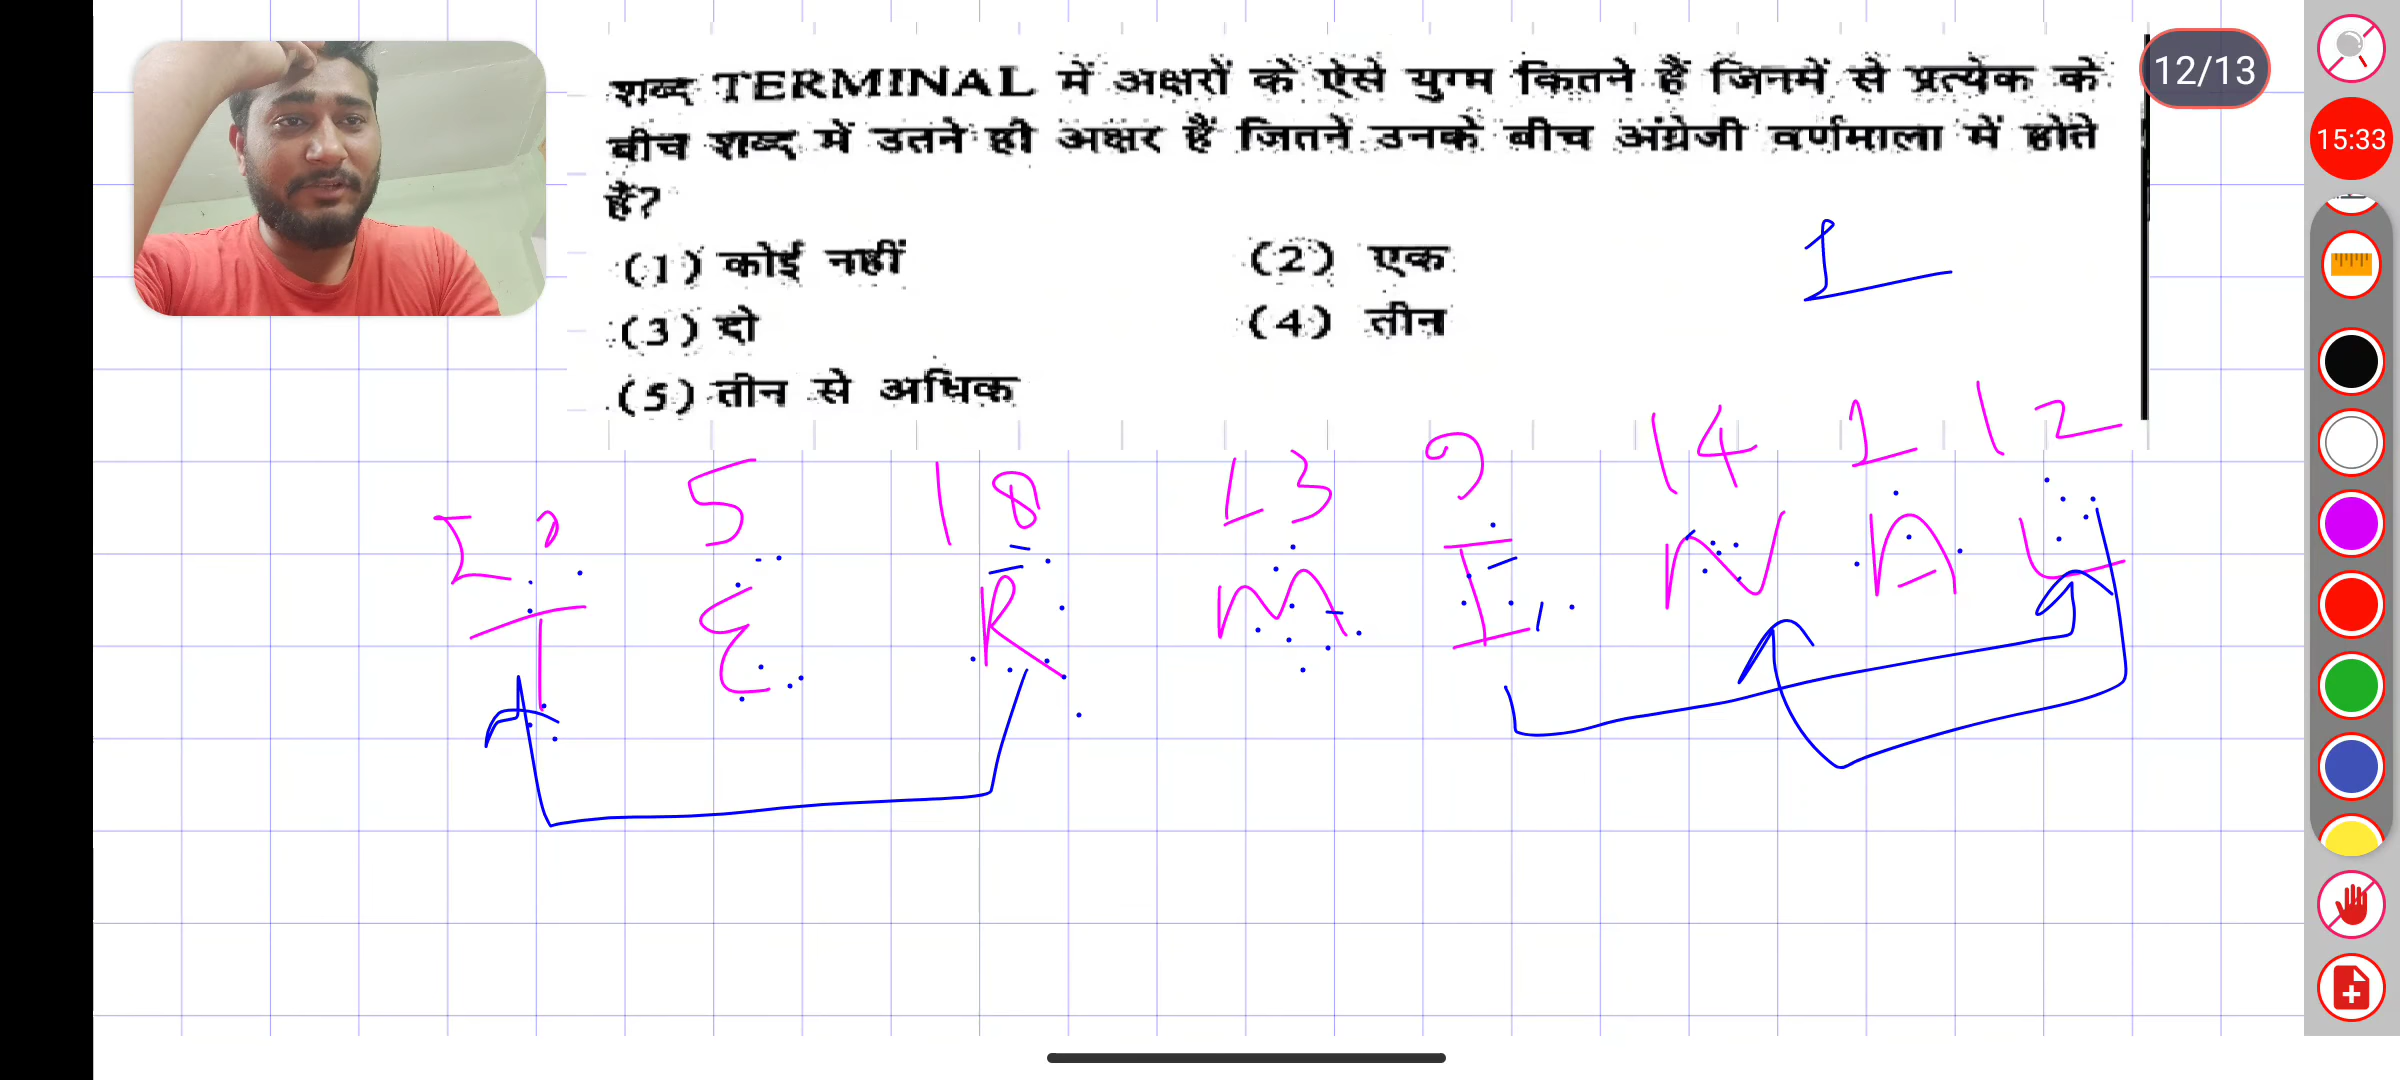 शब्द TERMINAL में अक्षरों के ऐसे युग्म कितने हैं जिनमें से प्रत्येक के
बीच शब्द में उतने ही अक्षर हैं जितने उनके बीच अंग्रेजी वर्णमाला में होते
हैं?
(1) कोई नहीं (2) एक
(3) दो (4) तीन
(5) तीन से अधिक
12/13
15:33
1
5 18 13 9 14 1 12
T E R M I N A L